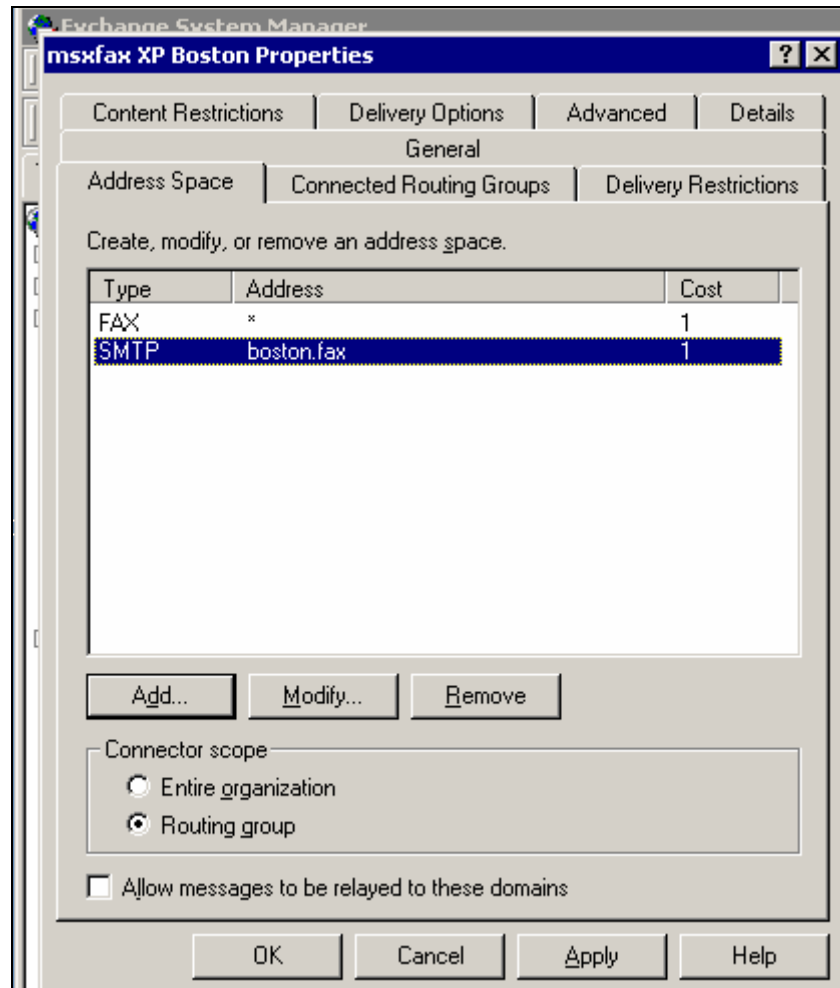 Exchange System Manager
msxfax XP Boston Properties
Content Restrictions Delivery Options Advanced Details
General
Address Space Connected Routing Groups Delivery Restrictions
Create, modify, or remove an address space.
Type Address Cost
FAX * 1
SMTP boston.fax 1
Add... Modify... Remove
Connector scope
Entire organization
Routing group
Allow messages to be relayed to these domains
OK Cancel Apply Help